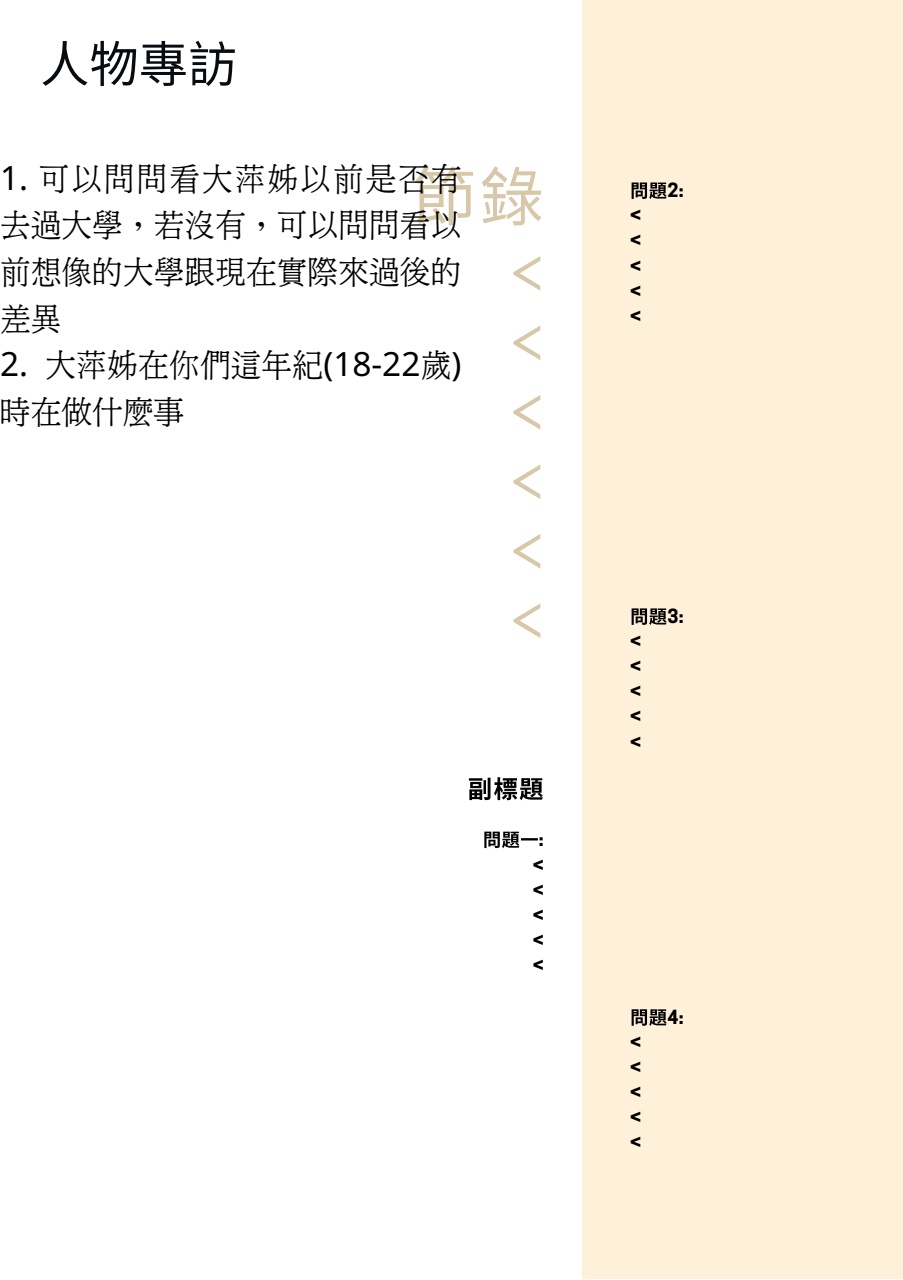 人物專訪
1. 可以問問看大萍姊以前是否有
去過大學，若沒有，可以問問看以
前想像的大學跟現在實際來過後的
差異
2. 大萍姊在你們這年紀(18-22歲)
時在做什麼事
節錄
<
<
<
<
<
<
副標題
問題一:
<
<
<
<
<
問題2:
<
<
<
<
<
問題3:
<
<
<
<
<
問題4:
<
<
<
<
<